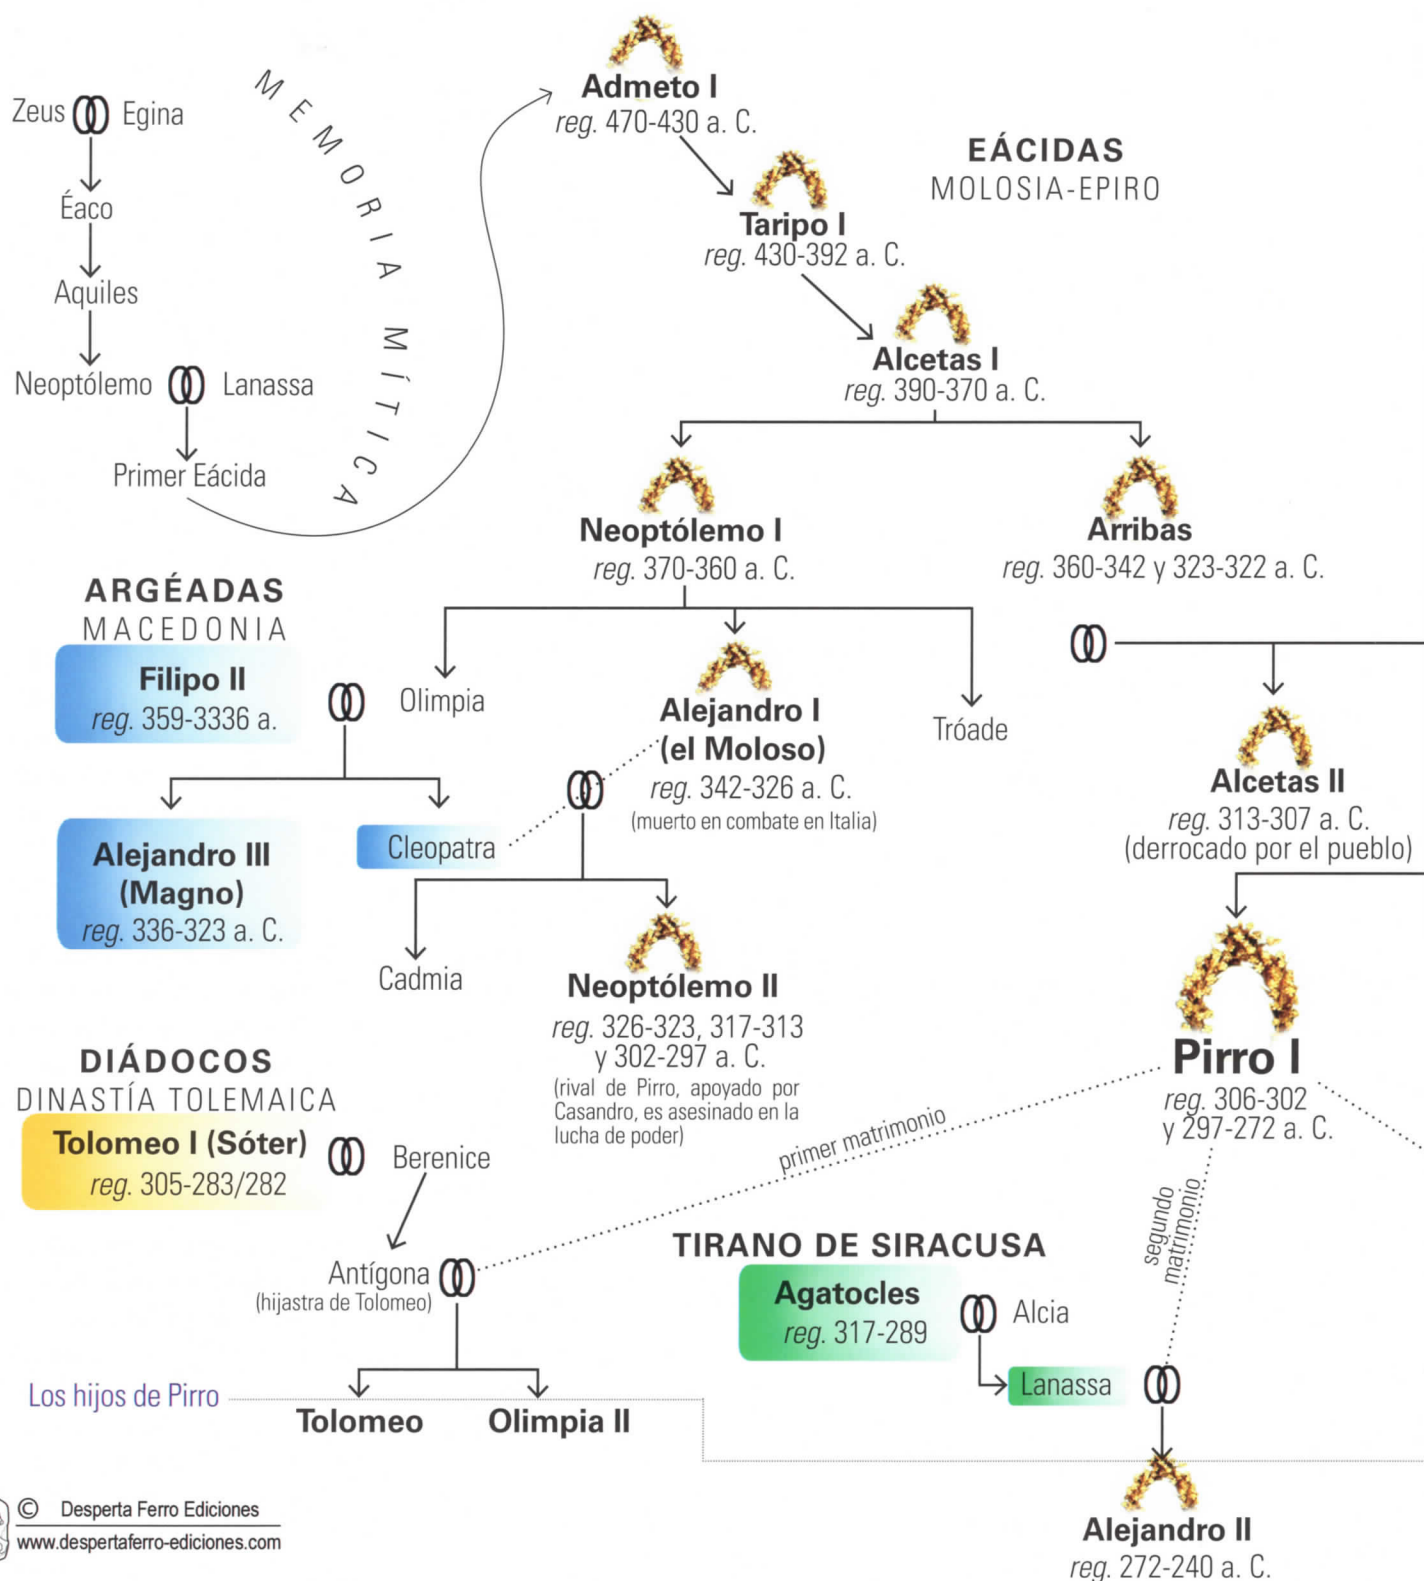 Zeus Egina
Éaco
Aquiles
Neoptólemo Lanassa
Primer Eácida
MEMORIA MÍTICA
Admeto I
reg. 470-430 a. C.
EÁCIDAS
MOLOSIA-EPIRO
Taripo I
reg. 430-392 a. C.
Alcetas I
reg. 390-370 a. C.
Neoptólemo I
reg. 370-360 a. C.
Arribas
reg. 360-342 y 323-322 a. C.
ARGÉADAS
MACEDONIA
Filipo II
reg. 359-3336 a.
Olimpia
Alejandro I
(el Moloso)
reg. 342-326 a. C.
(muerto en combate en Italia)
Tróade
Alcetas II
reg. 313-307 a. C.
(derrocado por el pueblo)
Alejandro III
(Magno)
reg. 336-323 a. C.
Cleopatra
Cadmia
Neoptólemo II
reg. 326-323, 317-313
y 302-297 a. C.
(rival de Pirro, apoyado por
Casandro, es asesinado en la
lucha de poder)
Pirro I
reg. 306-302
y 297-272 a. C.
DIÁDOCOS
DINASTÍA TOLEMAICA
Tolomeo I (Sóter)
reg. 305-283/282
Berenice
primer matrimonio
Antígona
(hijastra de Tolomeo)
segundo
matrimonio
TIRANO DE SIRACUSA
Agatocles
reg. 317-289
Alcia
Lanassa
Los hijos de Pirro
Tolomeo Olimpia II
Alejandro II
reg. 272-240 a. C.
© Desperta Ferro Ediciones
www.despertaferro-ediciones.com